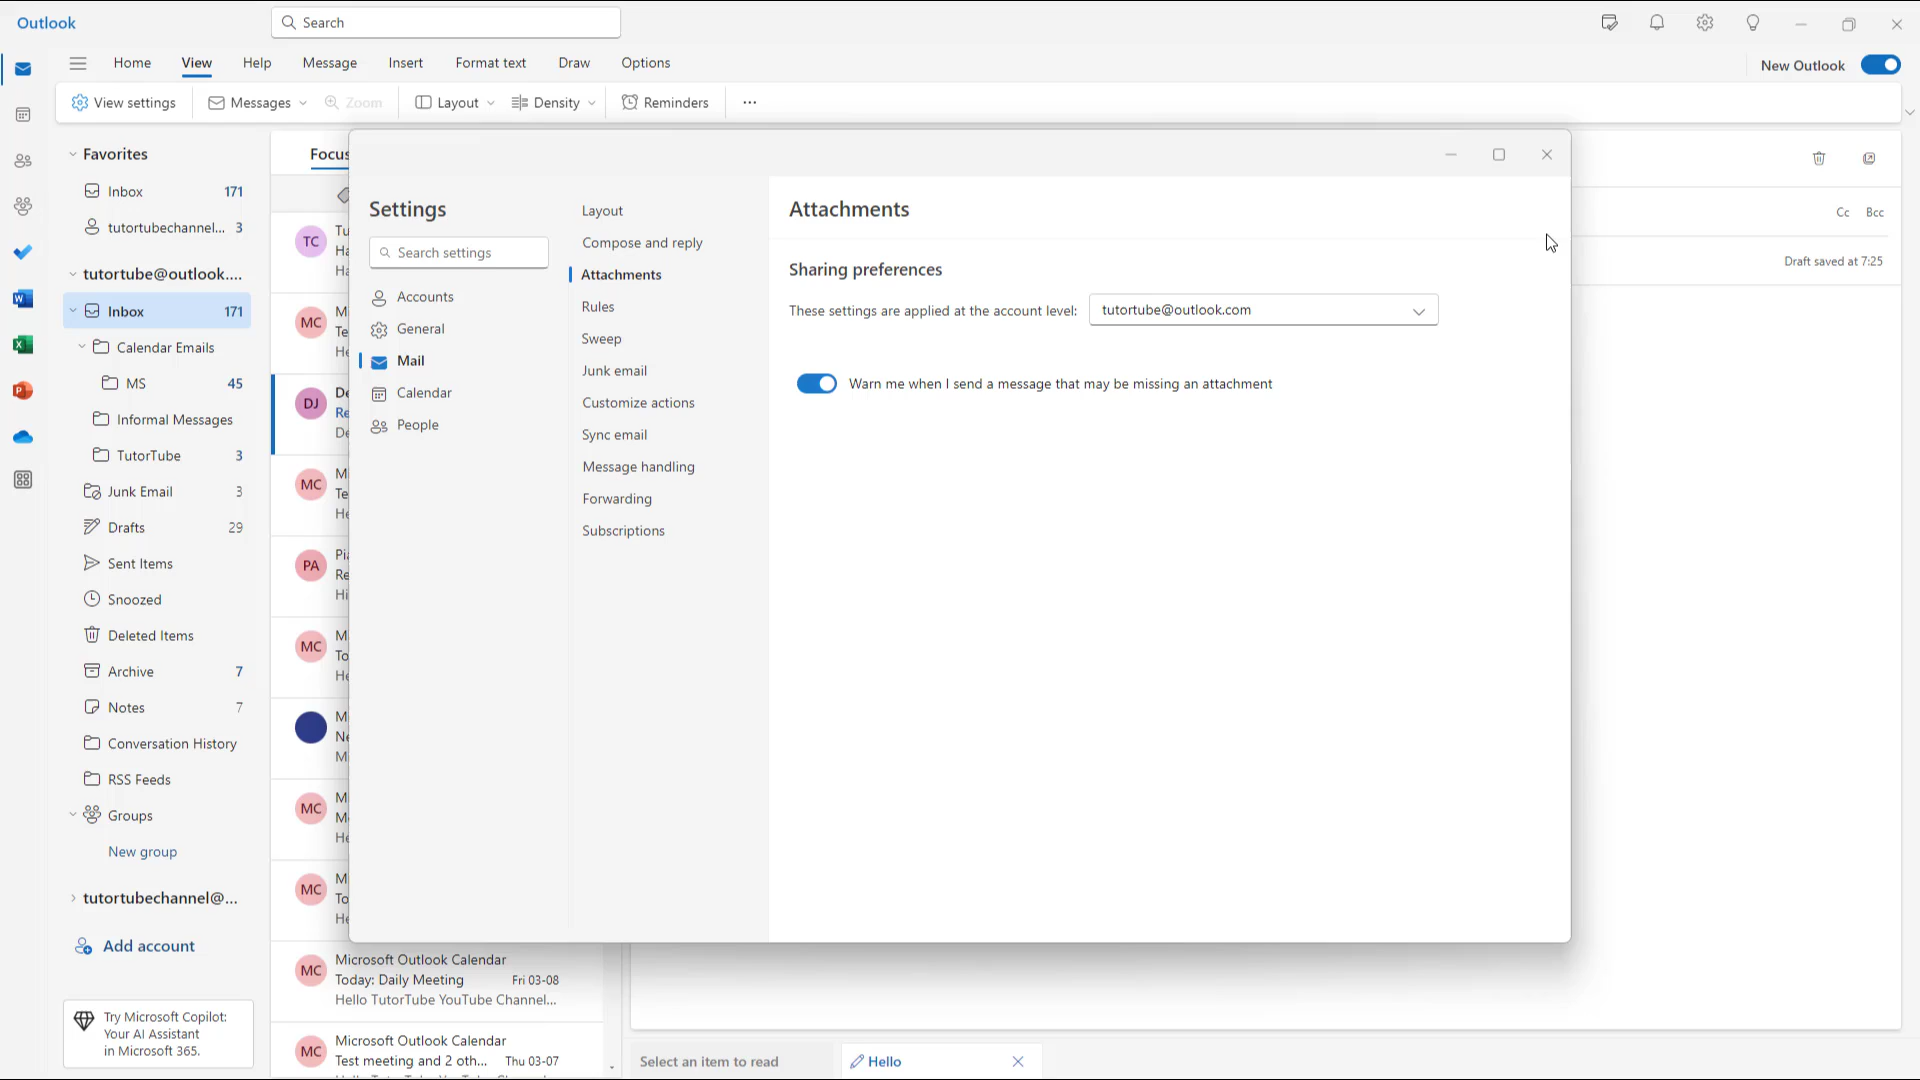 Outlook
Search
Home View Help Message Insert Format text Draw Options
New Outlook
View settings Messages Zoom Layout Density Reminders ...
Favorites
Inbox 171
tutortubechannel... 3
tutortube@outlook....
Inbox 171
Calendar Emails
MS 45
Informal Messages
TutorTube 3
Junk Email 3
Drafts 29
Sent Items
Snoozed
Deleted Items
Archive 7
Notes 7
Conversation History
RSS Feeds
Groups
New group
tutortubechannel@...
Add account
Try Microsoft Copilot:
Your AI Assistant
in Microsoft 365.
Focus
TC
MC
DJ
MC
PA
MC
MC
MC
MC
Microsoft Outlook Calendar
Today: Daily Meeting Fri 03-08
Hello TutorTube YouTube Channel...
MC
Microsoft Outlook Calendar
Test meeting and 2 oth... Thu 03-07
Settings
Search settings
Accounts
General
Mail
Calendar
People
Layout
Compose and reply
Attachments
Rules
Sweep
Junk email
Customize actions
Sync email
Message handling
Forwarding
Subscriptions
Attachments
Sharing preferences
These settings are applied at the account level: tutortube@outlook.com
Warn me when I send a message that may be missing an attachment
Cc Bcc
Draft saved at 7:25
Select an item to read
Hello